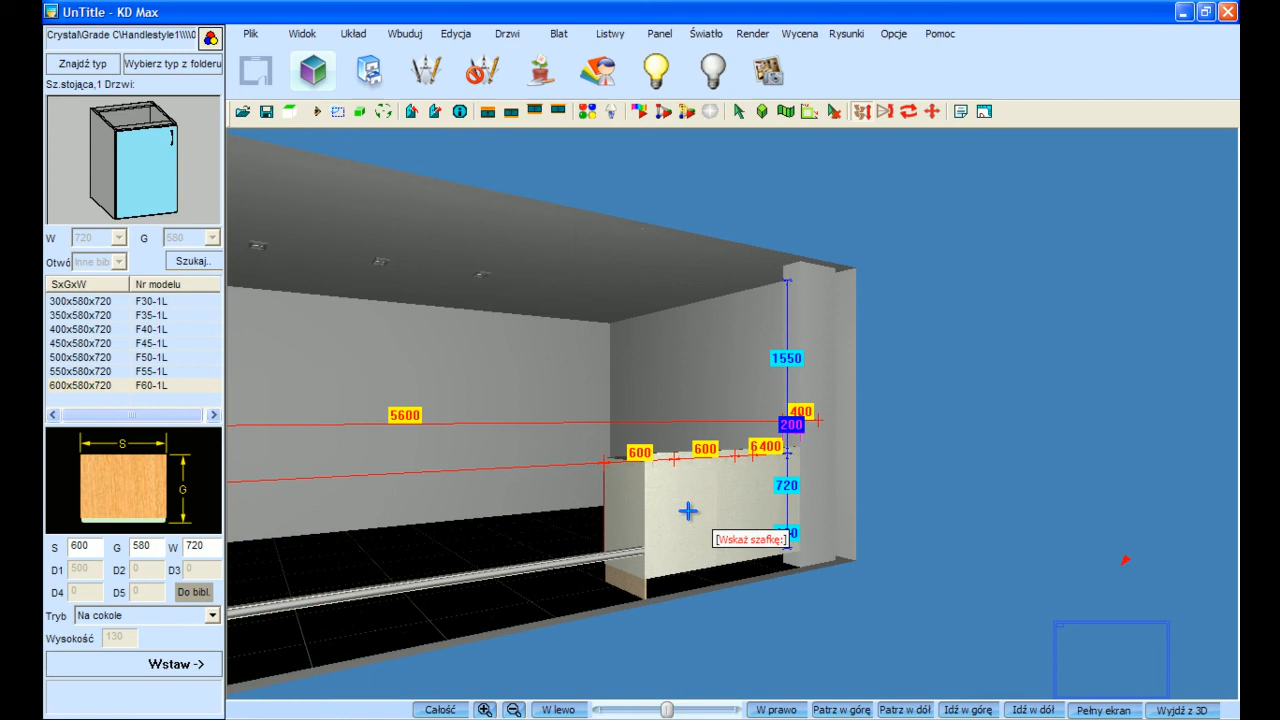 UnTitle - KD Max
Crystal\Grade C\Handlestyle1\\\\0
Plik Widok Układ Wbuduj Edycja Drzwi Blat Listwy Panel Światło Render Wycena Rysunki Opcje Pomoc
Znajdź typ Wybierz typ z folderu
Sz.stojąca,1 Drzwi:
W 720 G 580
Otwó Inne bib Szukaj..
SxGxW Nr modelu
300x580x720 F30-1L
350x580x720 F35-1L
400x580x720 F40-1L
450x580x720 F45-1L
500x580x720 F50-1L
550x580x720 F55-1L
600x580x720 F60-1L
S
G
S 600 G 580 W 720
D1 500 D2 0 D3 0
D4 0 D5 0 Do bibl.
Tryb Na cokole
Wysokość 130
Wstaw ->
1550
5600
400
200
600 600 6 400
720
[Wskaż szafkę:]
Całość W lewo W prawo Patrz w górę Patrz w dół Idź w górę Idź w dół Pełny ekran Wyjdź z 3D